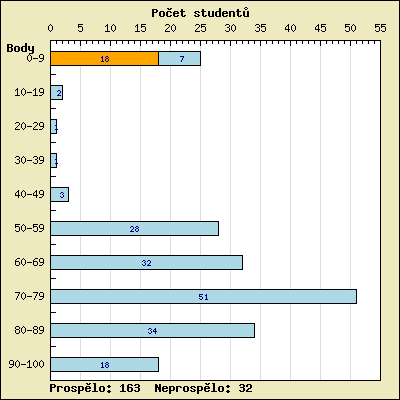 Počet studentů
0 5 10 15 20 25 30 35 40 45 50 55
Body
0-9 18 7
10-19 2
20-29 1
30-39 1
40-49 3
50-59 28
60-69 32
70-79 51
80-89 34
90-100 18
Prospělo: 163 Neprospělo: 32